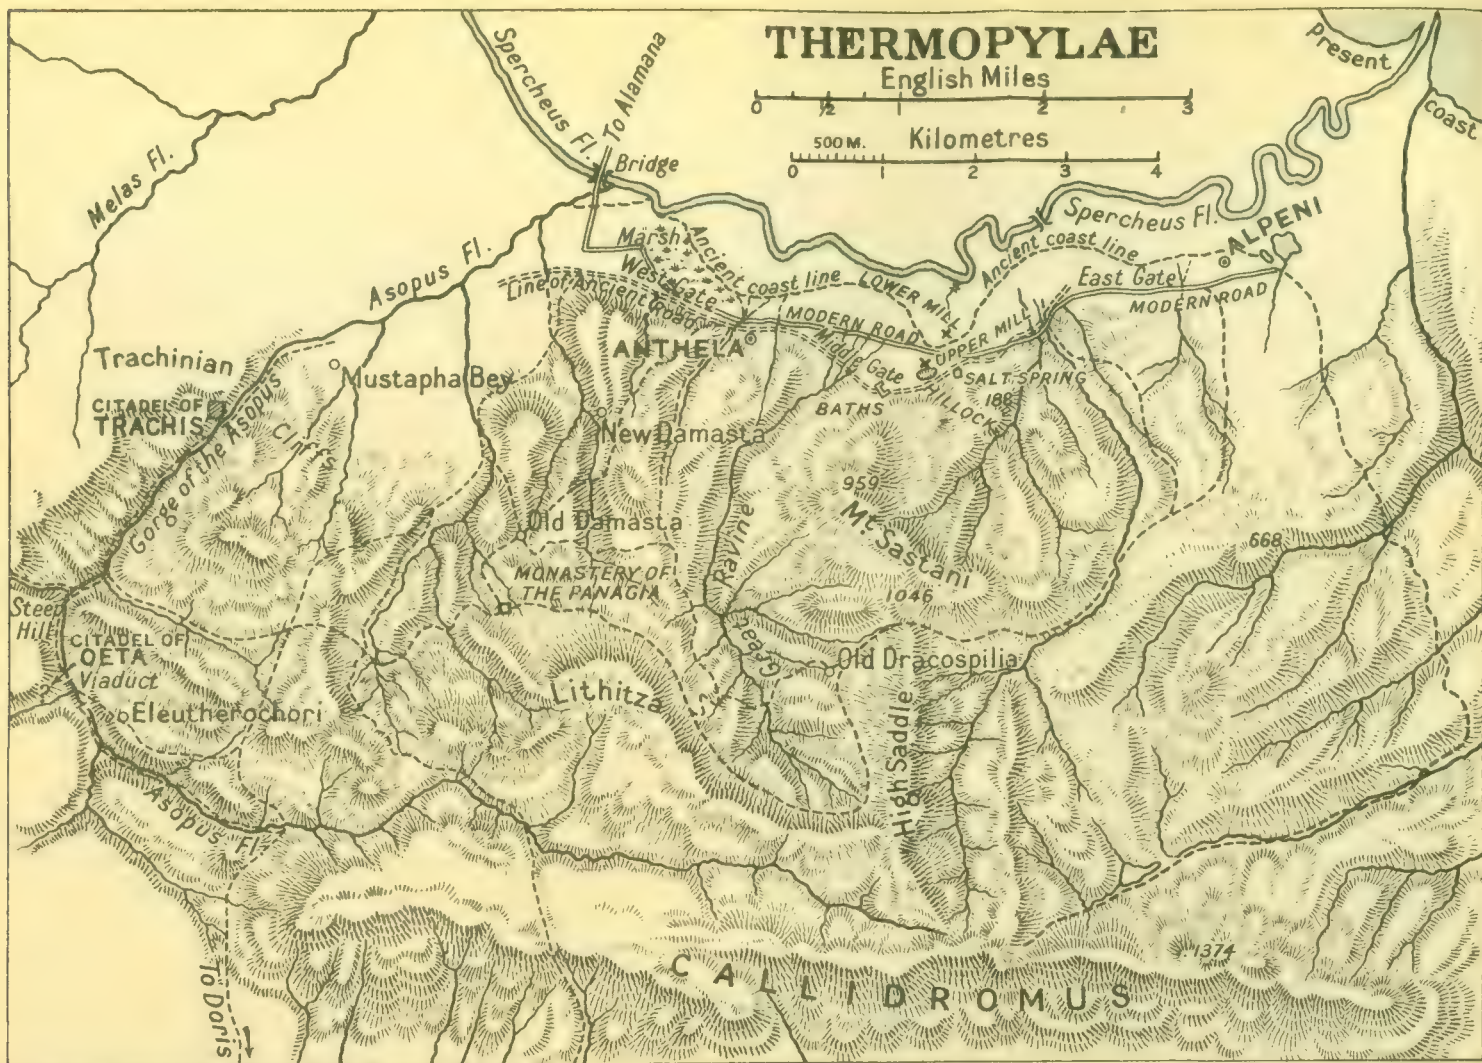 THERMOPYLAE
English Miles
0 ½ 1 2 3
500 M. Kilometres
0 1 2 3 4
Present
coast
Spercheus Fl.
To Alamana
Bridge
Melas Fl.
Asopus Fl.
Marsh
Ancient coast line
West Gate
Line of Ancient Road
LOWER MILL
Ancient coast line
Spercheus Fl.
ALPENI
East Gate
MODERN ROAD
MODERN ROAD
UPPER MILL
Middle Gate
ANTHELA
Trachinian
Cliffs
Mustapha Bey
CITADEL OF
TRACHIS
Gorge of the Asopus
SALT SPRING
188
BATHS
HILLOCKS
New Damasta
959
Mt. Sastani
1046
668
Old Damasta
MONASTERY OF
THE PANAGIA
Great Ravine
Steep
Hill
CITADEL OF
OETA
Viaduct
?
Eleutherochori
Lithitza
Old Dracospilia
High Saddle
Asopus Fl.
To Doris
CALLIDROMUS
1374